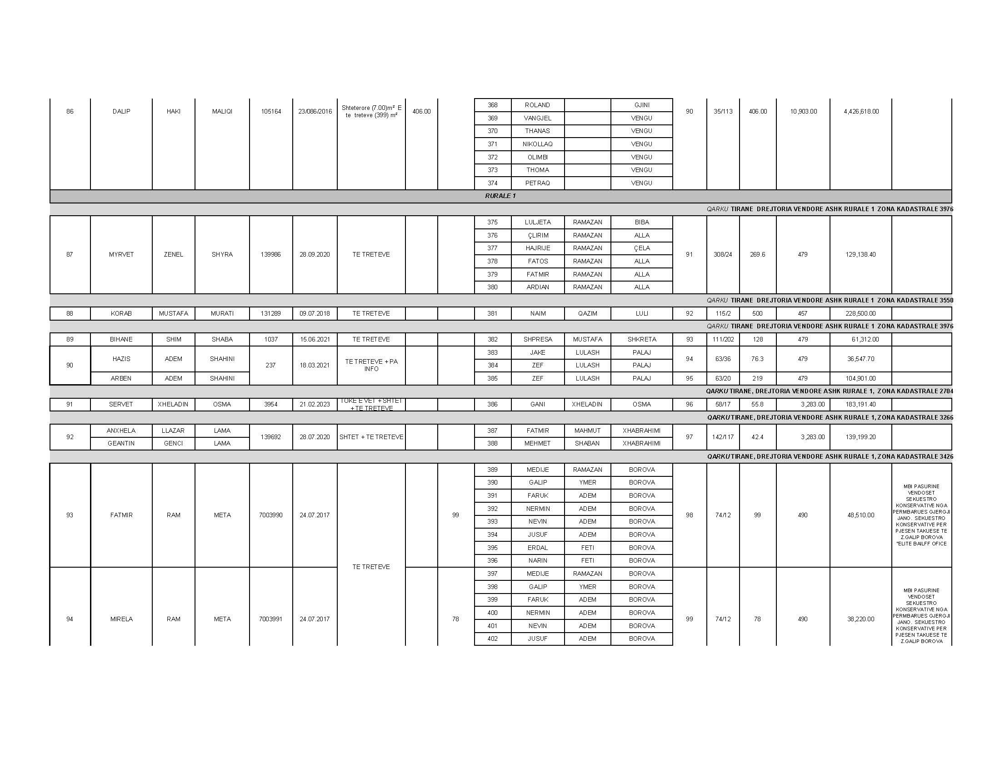 86 DALIP HAKI MALIQI 105164 23/086/2016 Shteterore (7.00)m² E te treteve (399) m² 406.00 368 ROLAND GJINI 90 35/113 406.00 10,903.00 4,426,618.00
369 VANGJEL VENGU
370 THANAS VENGU
371 NIKOLLAQ VENGU
372 OLIMBI VENGU
373 THOMA VENGU
374 PETRAQ VENGU
RURALE 1
QARKU TIRANE DREJTORIA VENDORE ASHK RURALE 1 ZONA KADASTRALE 3976
375 LULJETA RAMAZAN BIBA
376 ÇLIRIM RAMAZAN ALLA
377 HAJRIJE RAMAZAN ÇELA
87 MYRVET ZENEL SHYRA 139986 28.09.2020 TE TRETEVE 91 308/24 269.6 479 129,138.40
378 FATOS RAMAZAN ALLA
379 FATMIR RAMAZAN ALLA
380 ARDIAN RAMAZAN ALLA
QARKU TIRANE DREJTORIA VENDORE ASHK RURALE 1 ZONA KADASTRALE 3550
88 KORAB MUSTAFA MURATI 131289 09.07.2018 TE TRETEVE 381 NAIM QAZIM LULI 92 115/2 500 457 228,500.00
QARKU TIRANE DREJTORIA VENDORE ASHK RURALE 1 ZONA KADASTRALE 3976
89 BIHANE SHIM SHABA 1037 15.06.2021 TE TRETEVE 382 SHPRESA MUSTAFA SHKRETA 93 111/202 128 479 61,312.00
90 HAZIS ADEM SHAHINI 237 18.03.2021 TE TRETEVE + PA INFO 383 JAKE LULASH PALAJ 94 63/36 76.3 479 36,547.70
384 ZEF LULASH PALAJ
ARBEN ADEM SHAHINI 385 ZEF LULASH PALAJ 95 63/20 219 479 104,901.00
QARKU TIRANE, DREJTORIA VENDORE ASHK RURALE 1, ZONA KADASTRALE 2704
91 SERVET XHELADIN OSMA 3954 21.02.2023 TOKE E VET + SHTET + TE TRETEVE 386 GANI XHELADIN OSMA 96 58/17 55.8 3,283.00 183,191.40
QARKU TIRANE, DREJTORIA VENDORE ASHK RURALE 1, ZONA KADASTRALE 3266
92 ANXHELA LLAZAR LAMA 139692 28.07.2020 SHTET + TE TRETEVE 387 FATMIR MAHMUT XHABRAHIMI 97 142/117 42.4 3,283.00 139,199.20
GEANTIN GENCI LAMA 388 MEHMET SHABAN XHABRAHIMI
QARKU TIRANE, DREJTORIA VENDORE ASHK RURALE 1, ZONA KADASTRALE 3426
389 MEDIJE RAMAZAN BOROVA
390 GALIP YMER BOROVA
391 FARUK ADEM BOROVA
392 NERMIN ADEM BOROVA
93 FATMIR RAM META 7003990 24.07.2017 TE TRETEVE 99 98 74/12 99 490 48,510.00
393 NEVIN ADEM BOROVA
394 JUSUF ADEM BOROVA
395 ERDAL FETI BOROVA
396 NARIN FETI BOROVA
MBI PASURINE
VENDOSET
SEKUESTRO
KONSERVATIVE NGA
PERMBARUES GJERGJI
JANO. SEKUESTRO
KONSERVATIVE PER
PJESEN TAKUESE TE
Z.GALIP BOROVA
"ELITE BAILFF OFICE
397 MEDIJE RAMAZAN BOROVA
398 GALIP YMER BOROVA
399 FARUK ADEM BOROVA
400 NERMIN ADEM BOROVA
94 MIRELA RAM META 7003991 24.07.2017 78 99 74/12 78 490 38,220.00
401 NEVIN ADEM BOROVA
402 JUSUF ADEM BOROVA
MBI PASURINE
VENDOSET
SEKUESTRO
KONSERVATIVE NGA
PERMBARUES GJERGJI
JANO. SEKUESTRO
KONSERVATIVE PER
PJESEN TAKUESE TE
Z.GALIP BOROVA